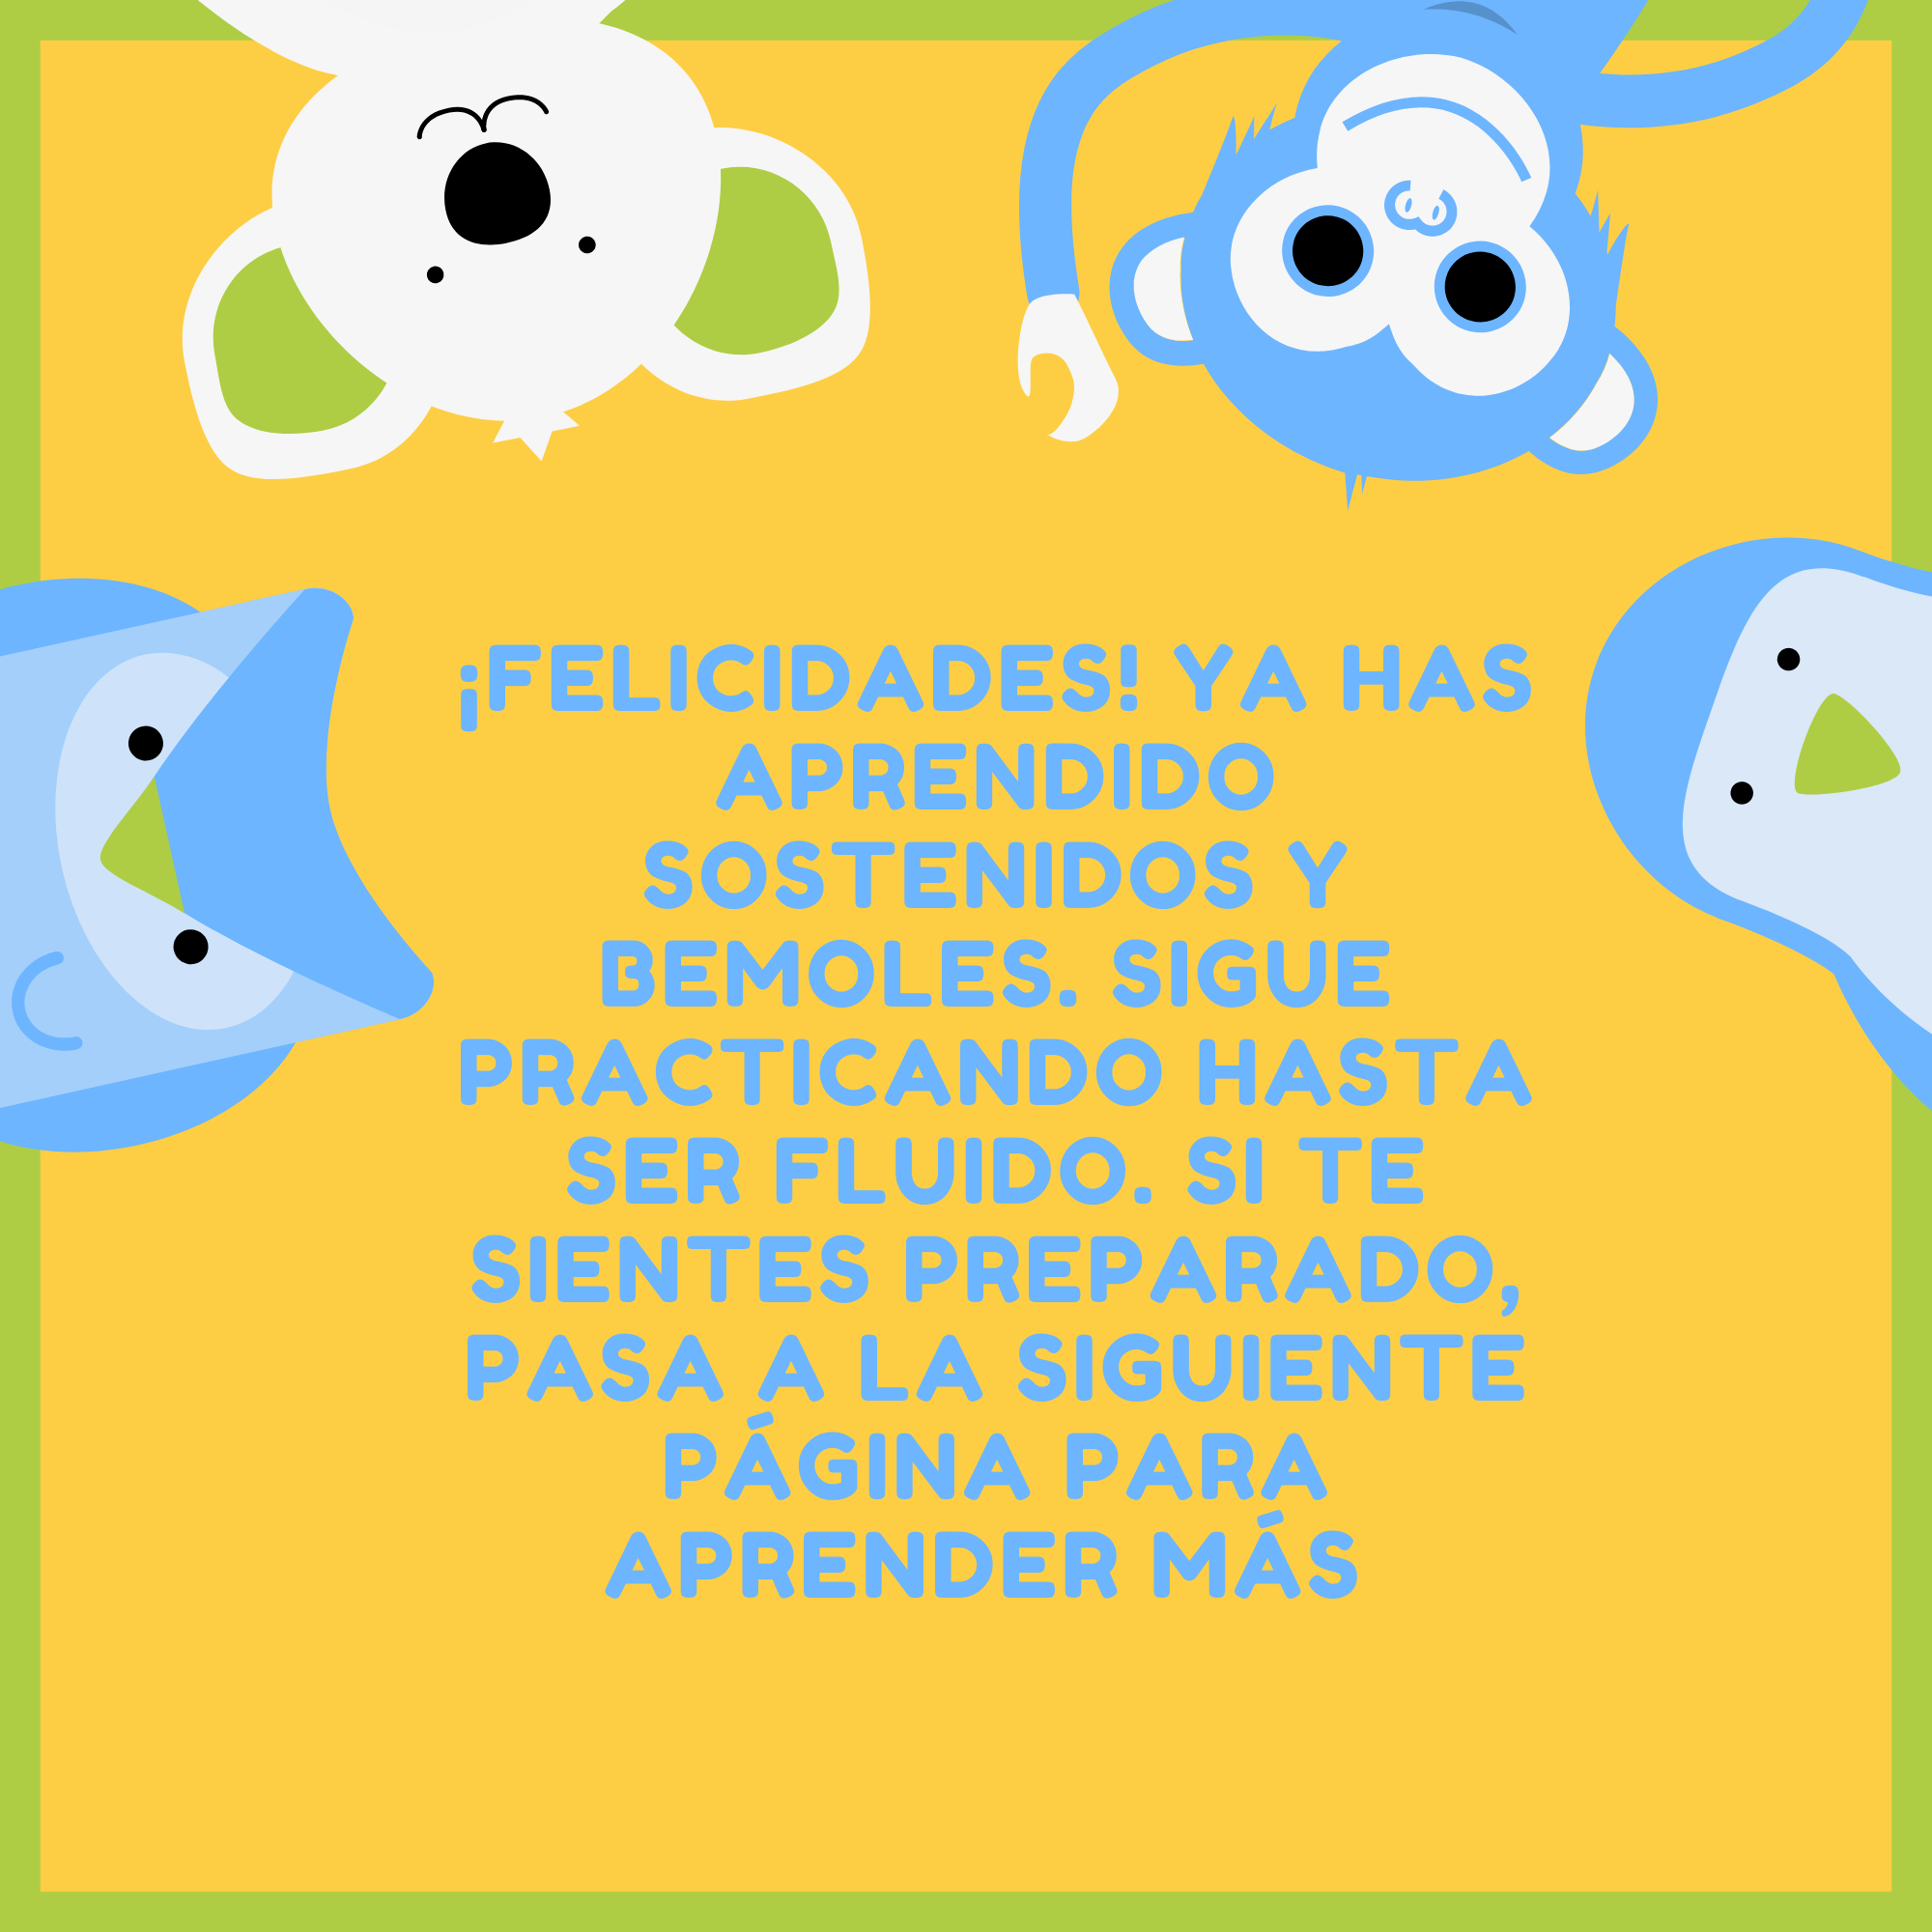 ¡FELICIDADES! YA HAS
APRENDIDO
SOSTENIDOS Y
BEMOLES. SIGUE
PRACTICANDO HASTA
SER FLUIDO. SI TE
SIENTES PREPARADO,
PASA A LA SIGUIENTE
PÁGINA PARA
APRENDER MÁS